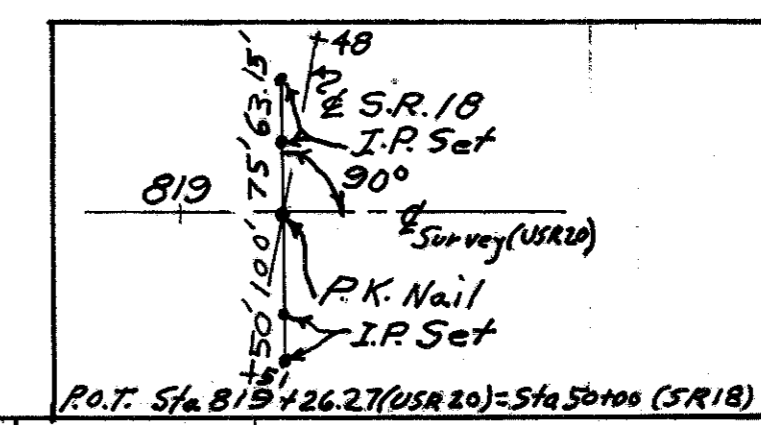 +48
℄ S.R. 18
I.P. Set
90°
63.15'
75'
819
℄ Survey (USR20)
100'
P.K. Nail
I.P. Set
+50'
P.O.T. Sta 819+26.27 (USR 20) = Sta 50+00 (SR18)